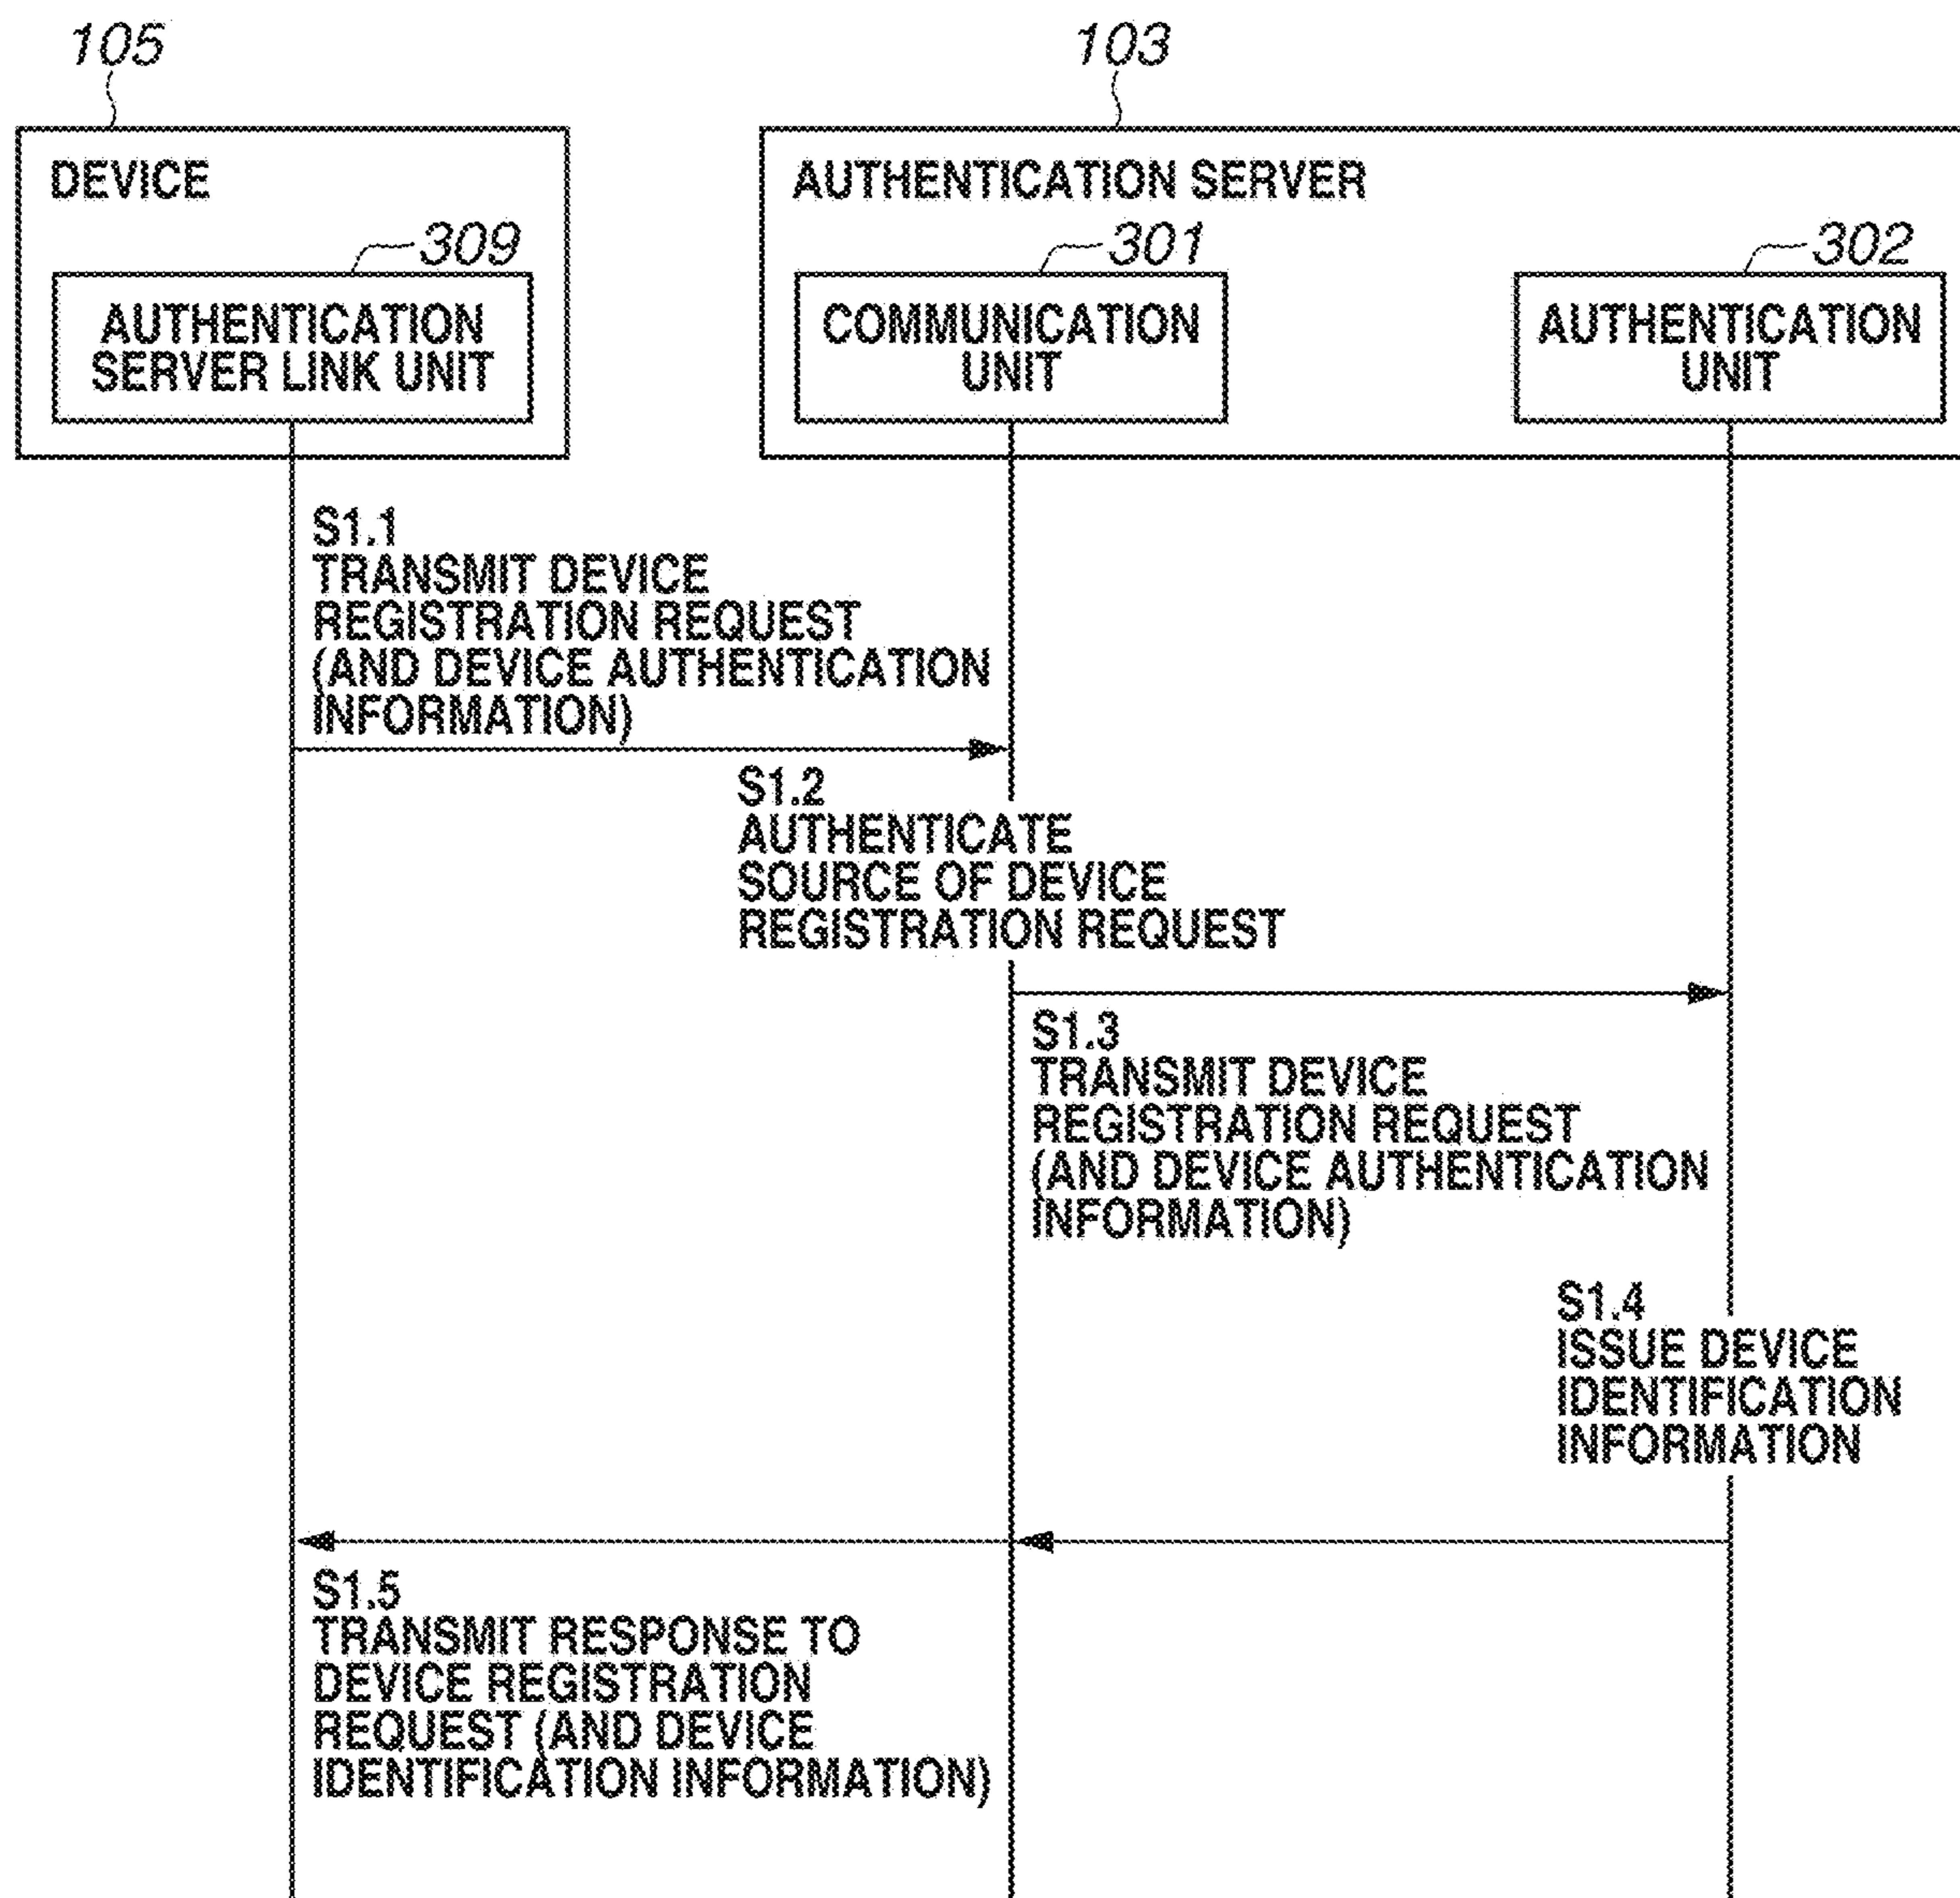 105
103
DEVICE
AUTHENTICATION SERVER
309
301
302
AUTHENTICATION
SERVER LINK UNIT
COMMUNICATION
UNIT
AUTHENTICATION
UNIT
S1.1
TRANSMIT DEVICE
REGISTRATION REQUEST
(AND DEVICE AUTHENTICATION
INFORMATION)
S1.2
AUTHENTICATE
SOURCE OF DEVICE
REGISTRATION REQUEST
S1.3
TRANSMIT DEVICE
REGISTRATION REQUEST
(AND DEVICE AUTHENTICATION
INFORMATION)
S1.4
ISSUE DEVICE
IDENTIFICATION
INFORMATION
S1.5
TRANSMIT RESPONSE TO
DEVICE REGISTRATION
REQUEST (AND DEVICE
IDENTIFICATION INFORMATION)